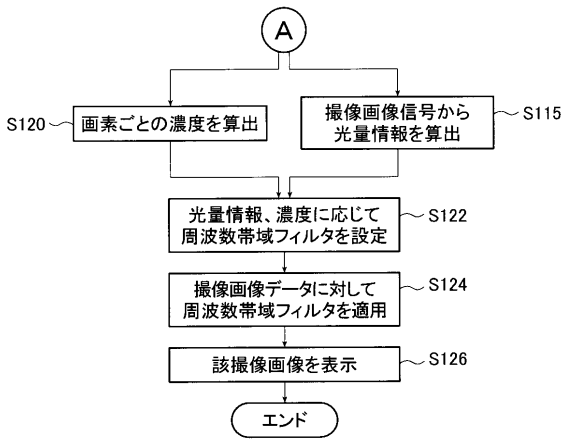 A
S120
画素ごとの濃度を算出
撮像画像信号から
光量情報を算出
S115
光量情報、濃度に応じて
周波数帯域フィルタを設定
S122
撮像画像データに対して
周波数帯域フィルタを適用
S124
該撮像画像を表示
S126
エンド